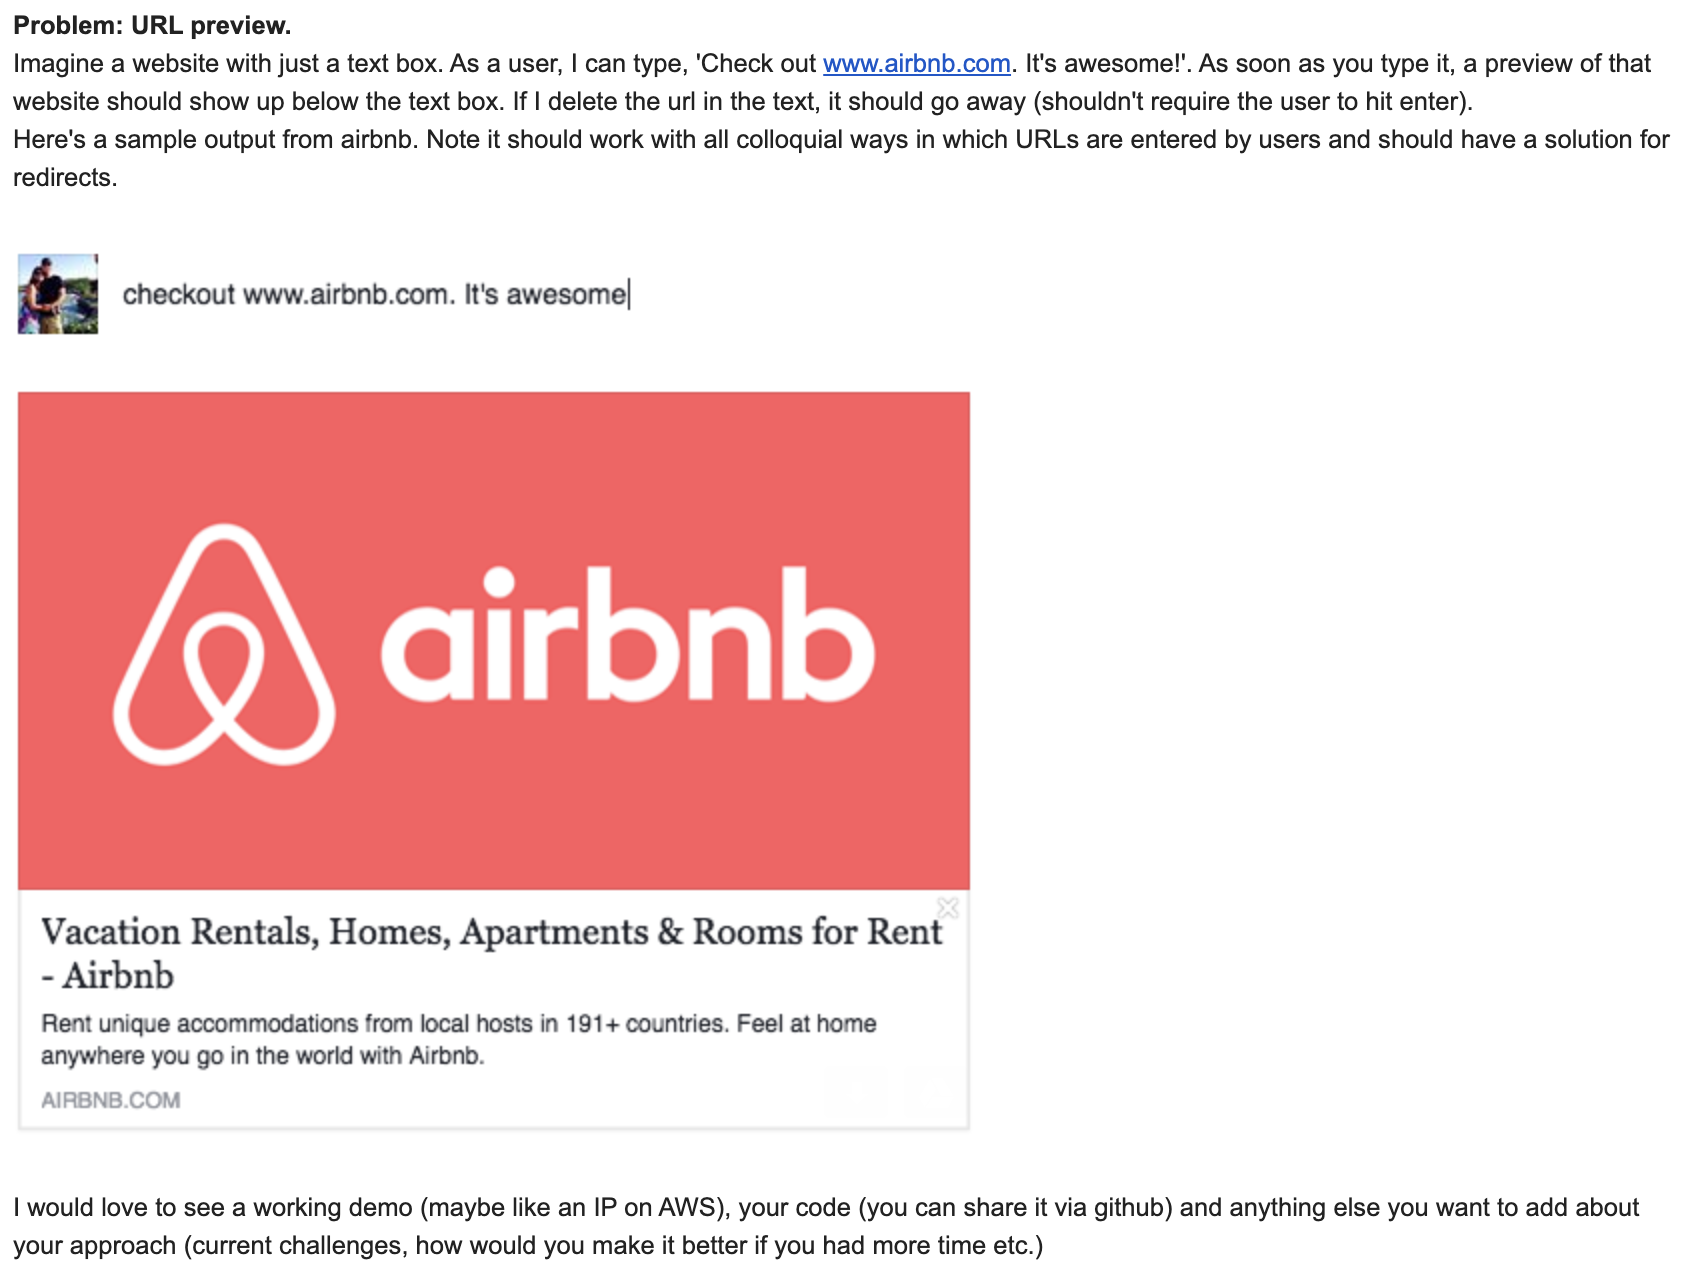 Problem: URL preview.
Imagine a website with just a text box. As a user, I can type, 'Check out www.airbnb.com. It's awesome!'. As soon as you type it, a preview of that
website should show up below the text box. If I delete the url in the text, it should go away (shouldn't require the user to hit enter).
Here's a sample output from airbnb. Note it should work with all colloquial ways in which URLs are entered by users and should have a solution for
redirects.
checkout www.airbnb.com. It's awesome
airbnb
Vacation Rentals, Homes, Apartments & Rooms for Rent
- Airbnb
Rent unique accommodations from local hosts in 191+ countries. Feel at home
anywhere you go in the world with Airbnb.
AIRBNB.COM
I would love to see a working demo (maybe like an IP on AWS), your code (you can share it via github) and anything else you want to add about
your approach (current challenges, how would you make it better if you had more time etc.)